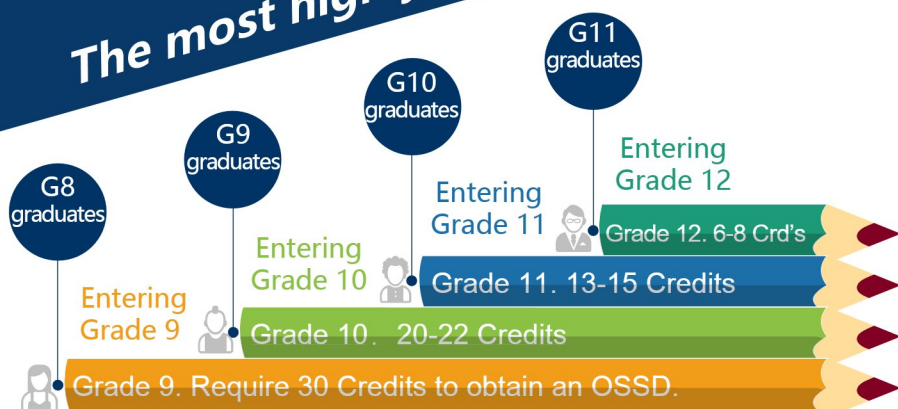 The most
G11
graduates
G10
graduates
G9
graduates
G8
graduates
Entering
Grade 12
Grade 12. 6-8 Crd's
Entering
Grade 11
Grade 11. 13-15 Credits
Entering
Grade 10
Grade 10. 20-22 Credits
Entering
Grade 9
Grade 9. Require 30 Credits to obtain an OSSD.